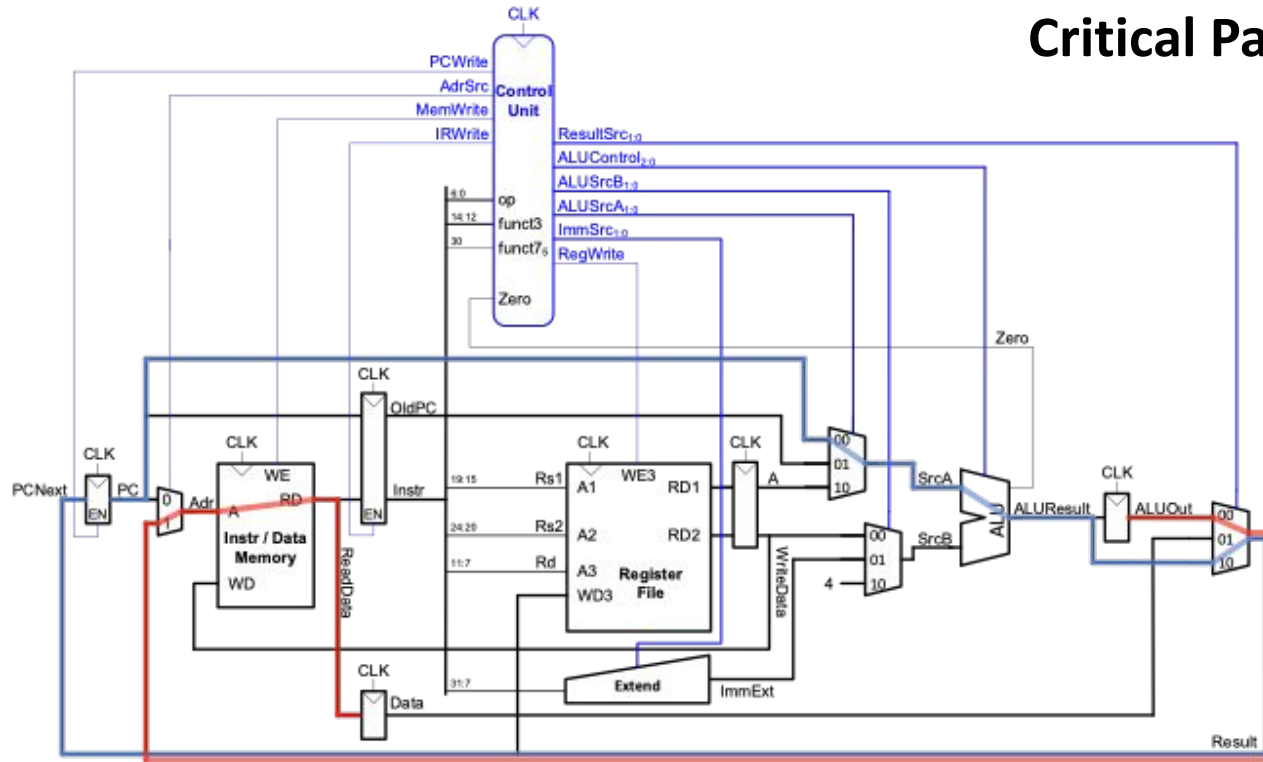 Critical Pa
CLK
PCWrite
AdrSrc
MemWrite
IRWrite
Control
Unit
ResultSrc1:0
ALUControl2:0
ALUSrcB1:0
ALUSrcA1:0
ImmSrc1:0
RegWrite
6:0
op
14:12
funct3
30
funct75
Zero
Zero
CLK
OldPC
CLK
PCNext
PC
EN
0
1
Adr
CLK
WE
A
RD
Instr / Data
Memory
WD
ReadData
Instr
EN
19:15
Rs1
24:20
Rs2
11:7
Rd
CLK
WE3
A1
RD1
A2
RD2
A3
WD3
Register
File
CLK
A
WriteData
00
01
10
00
01
10
4
SrcA
SrcB
ALU
ALUResult
CLK
ALUOut
00
01
10
31:7
Extend
ImmExt
CLK
Data
Result